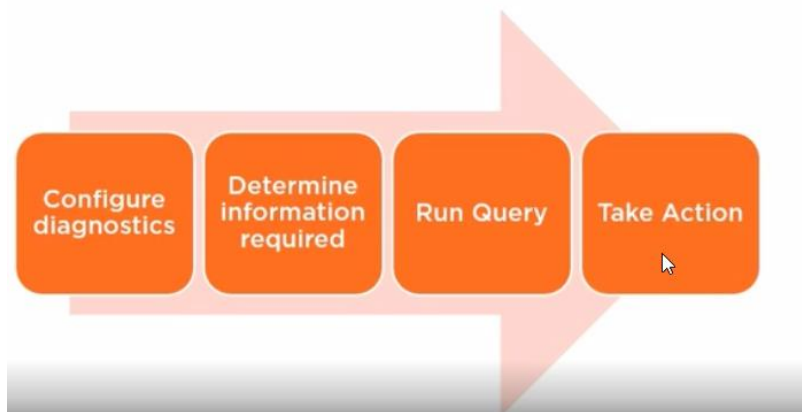 Configure
diagnostics
Determine
information
required
Run Query
Take Action